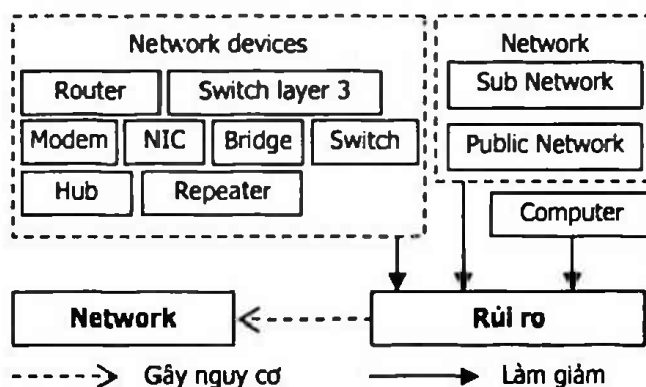 Network devices
Router
Switch layer 3
Modem
NIC
Bridge
Switch
Hub
Repeater
Network
Sub Network
Public Network
Computer
Network
Rủi ro
Gây nguy cơ
Làm giảm